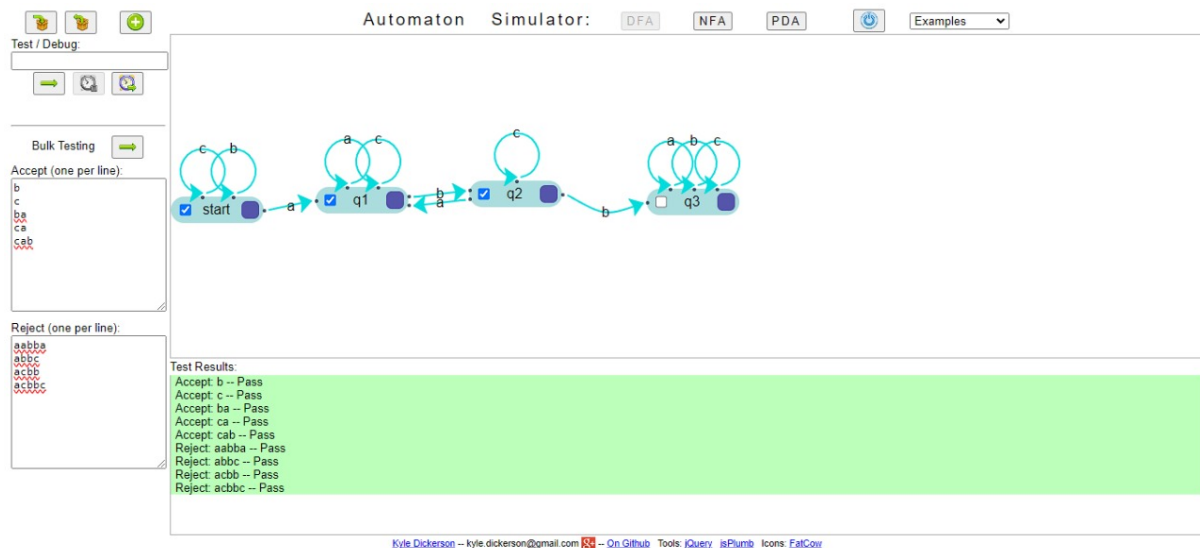 Automaton Simulator: DFA NFA PDA Examples
Test / Debug:
Bulk Testing
Accept (one per line):
b
c
ba
ca
cab
Reject (one per line):
aabba
abbc
acbb
acbbc
c b
start
a
a c
q1
b
a
c
q2
b
a b c
q3
Test Results:
Accept: b -- Pass
Accept: c -- Pass
Accept: ba -- Pass
Accept: ca -- Pass
Accept: cab -- Pass
Reject: aabba -- Pass
Reject: abbc -- Pass
Reject: acbb -- Pass
Reject: acbbc -- Pass
Kyle Dickerson -- kyle.dickerson@gmail.com g+ -- On Github Tools: jQuery jsPlumb Icons: FatCow